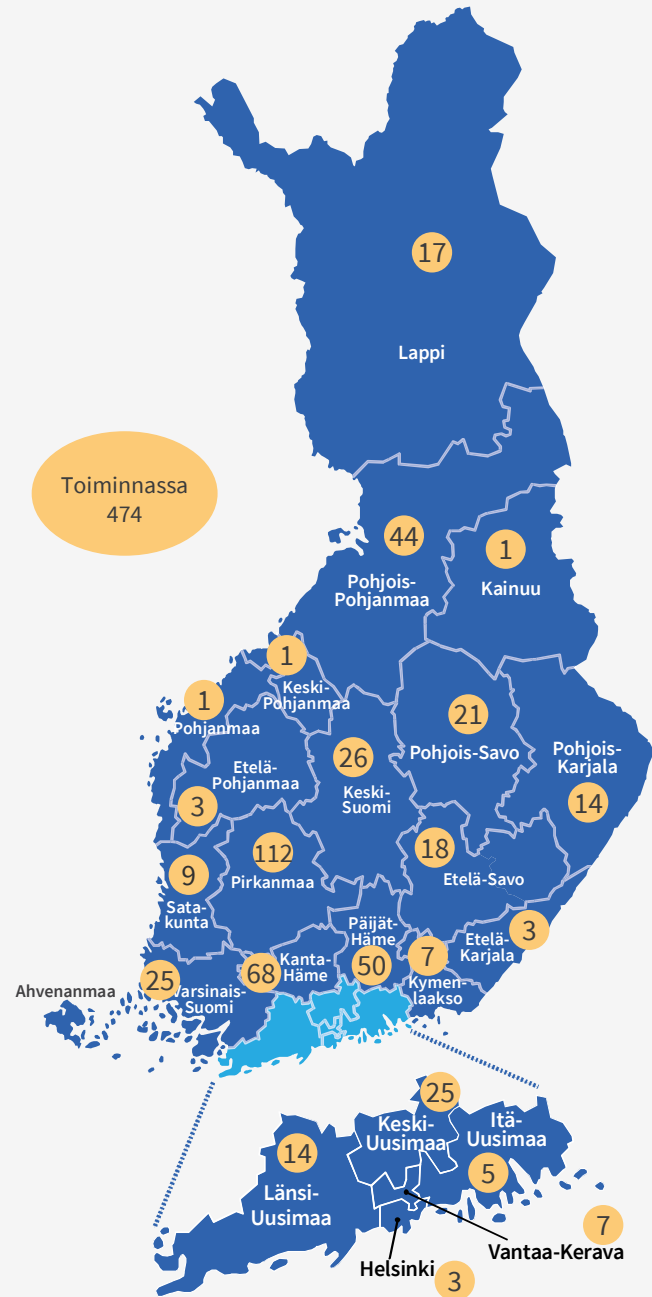 17
Lappi
Toiminnassa
474
44
Pohjois-
Pohjanmaa
1
Kainuu
1
Keski-
Pohjanmaa
1
Pohjanmaa
21
Pohjois-Savo
Pohjois-
Karjala
14
26
Keski-
Suomi
Etelä-
Pohjanmaa
3
112
Pirkanmaa
18
Etelä-Savo
9
Sata-
kunta
Päijät-
Häme
50
3
Etelä-
Karjala
7
Kymen-
laakso
Kanta-
Häme
68
25
Varsinais-
Suomi
Ahvenanmaa
25
Keski-
Uusimaa
Itä-
Uusimaa
5
14
Länsi-
Uusimaa
7
Vantaa-Kerava
Helsinki
3